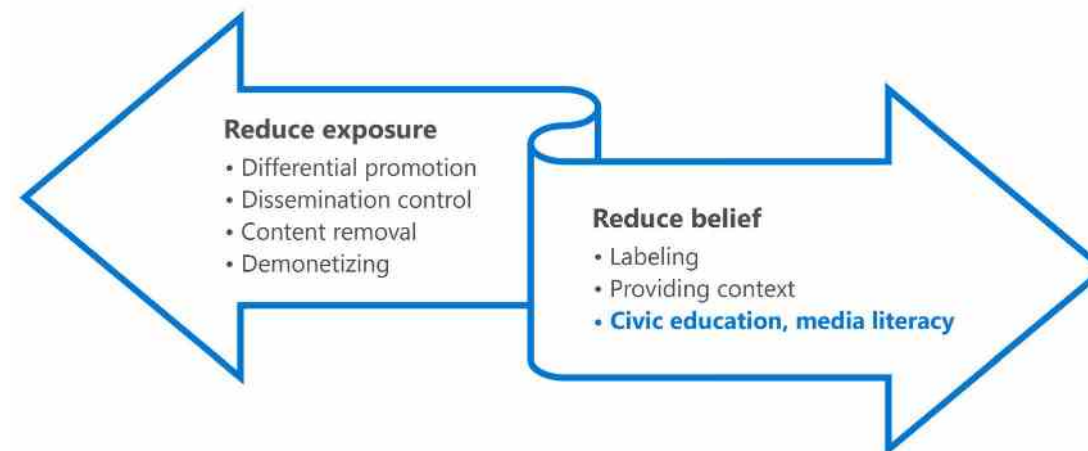 Reduce exposure
• Differential promotion
• Dissemination control
• Content removal
• Demonetizing
Reduce belief
• Labeling
• Providing context
• Civic education, media literacy